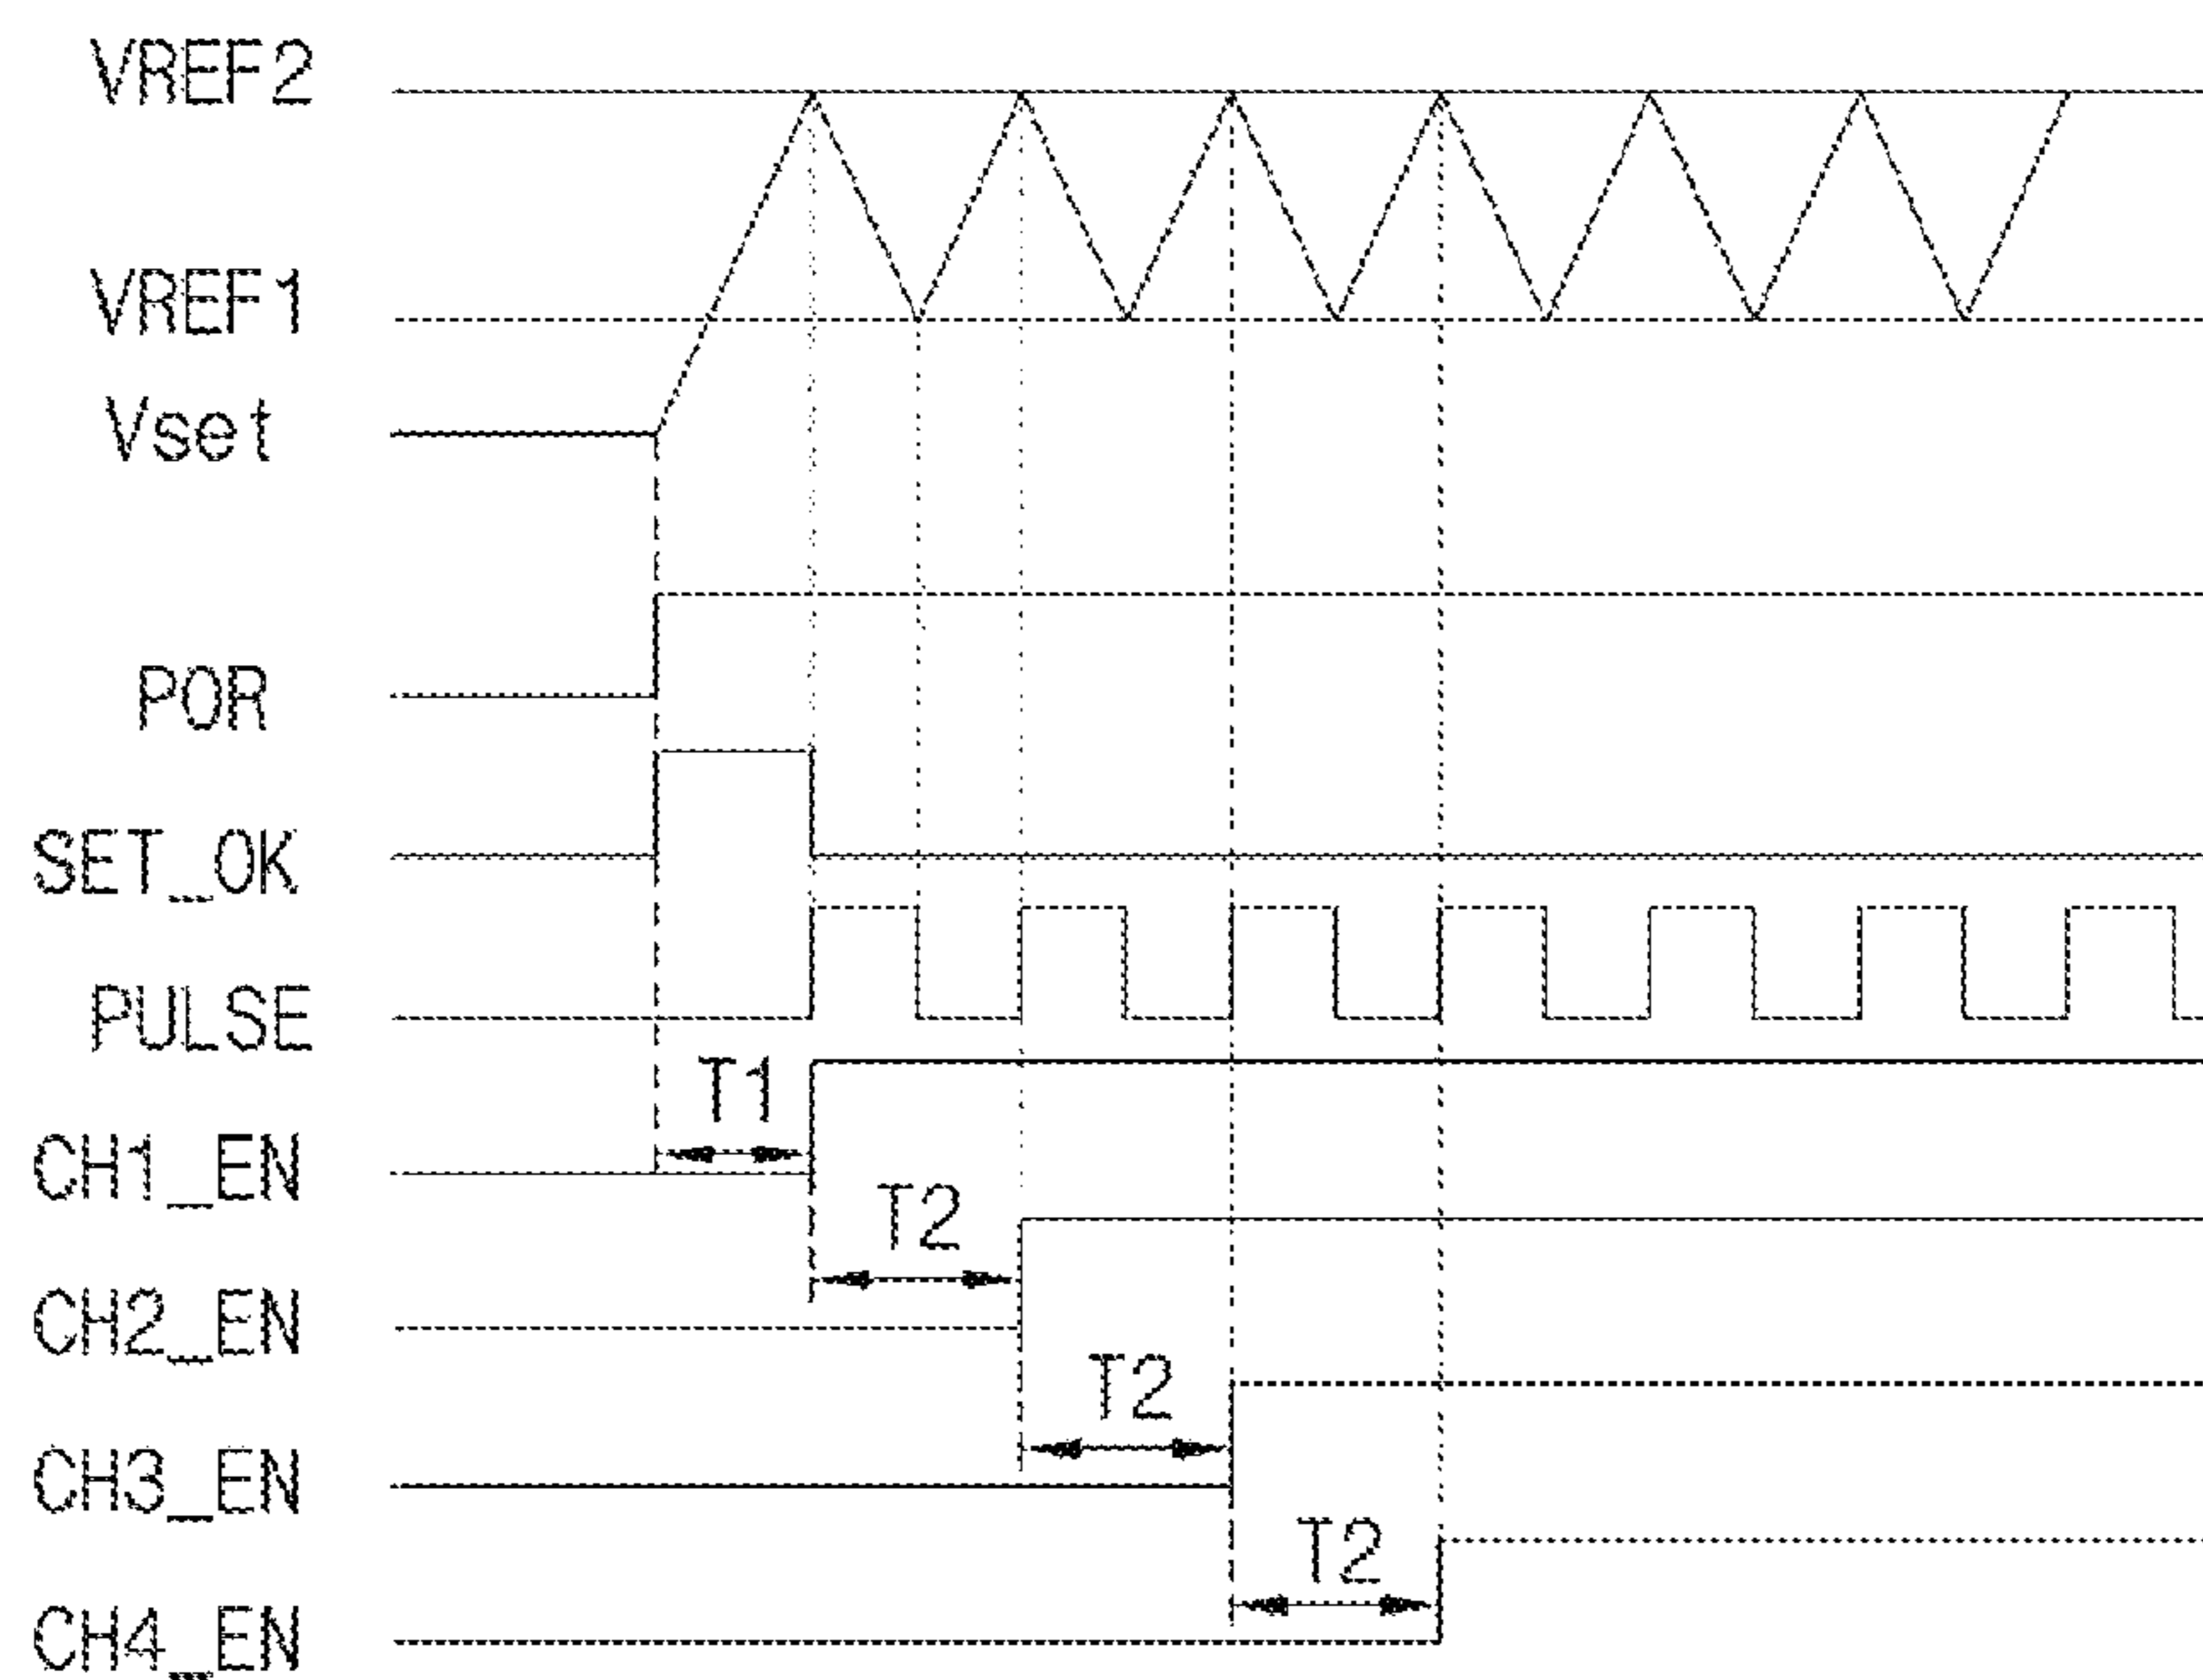 VREF2
VREF1
Vset
POR
SET_OK
PULSE
T1
CH1_EN
T2
CH2_EN
T2
CH3_EN
T2
CH4_EN